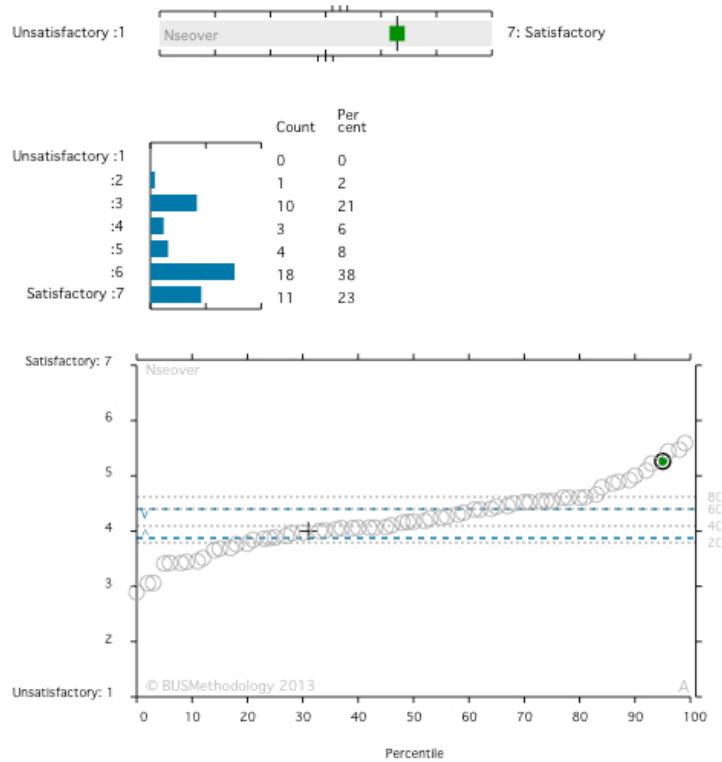 Unsatisfactory :1 Nseover 7: Satisfactory
Count Per cent
Unsatisfactory :1 0 0
:2 1 2
:3 10 21
:4 3 6
:5 4 8
:6 18 38
Satisfactory :7 11 23
Satisfactory: 7
Nseover
6
5
80
60
4
40
20
3
2
© BUSMethodology 2013 A
Unsatisfactory: 1
0 10 20 30 40 50 60 70 80 90 100
Percentile